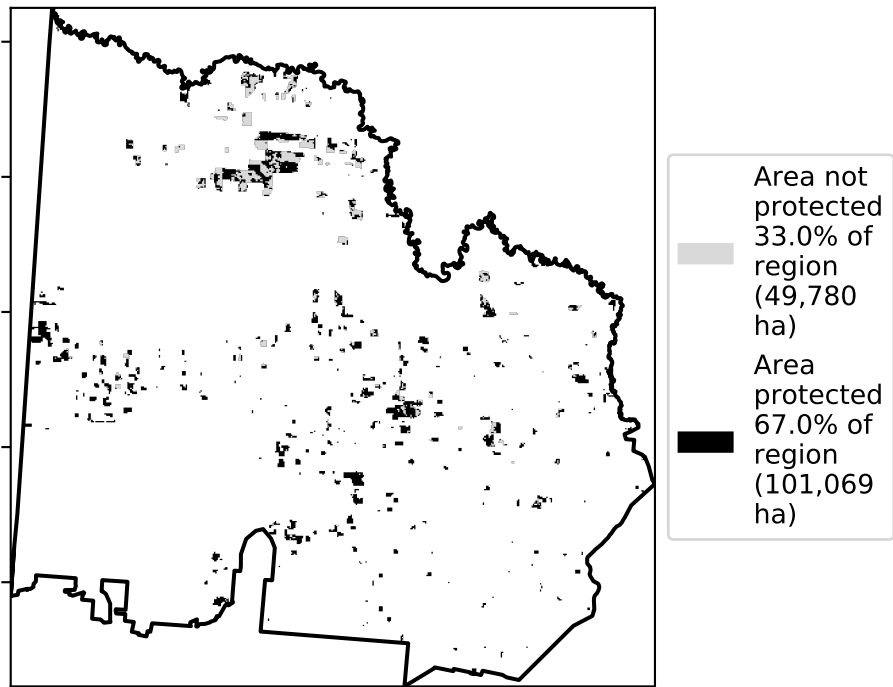 Area not
protected
33.0% of
region
(49,780
ha)
Area
protected
67.0% of
region
(101,069
ha)